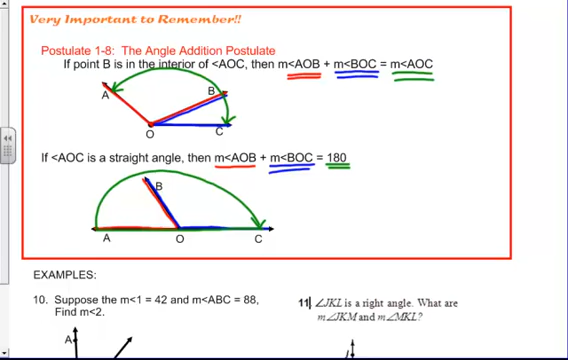 Very Important to Remember!!
Postulate 1-8: The Angle Addition Postulate
If point B is in the interior of <AOC, then m<AOB + m<BOC = m<AOC
A
B
O
C
If <AOC is a straight angle, then m<AOB + m<BOC = 180
B
A
O
C
EXAMPLES:
10. Suppose the m<1 = 42 and m<ABC = 88,
Find m<2.
11 ∠JKL is a right angle. What are
m∠JKM and m∠MKL?
A
J